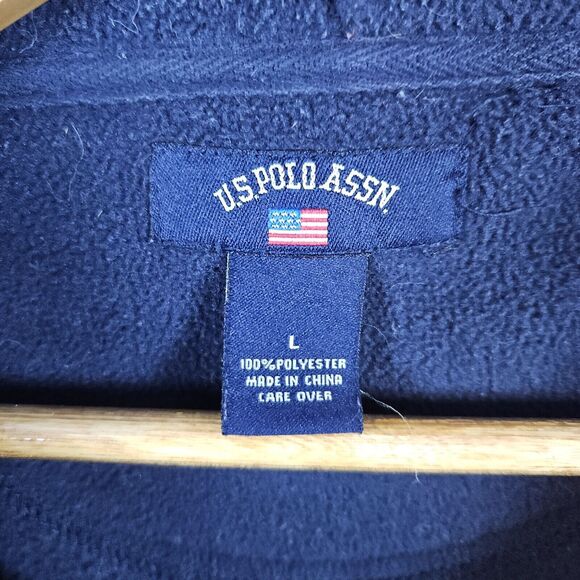 U.S. POLO ASSN.
L
100% POLYESTER
MADE IN CHINA
CARE OVER